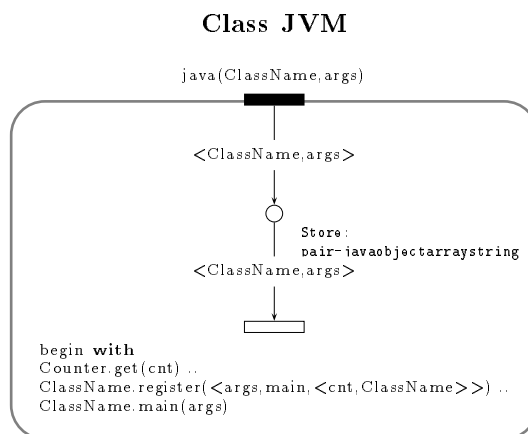 Class JVM
java(ClassName,args)
<ClassName,args>
Store:
pair-javaobjectarraystring
<ClassName,args>
begin with
Counter.get(cnt) ..
ClassName.register(<args,main,<cnt,ClassName>>) ..
ClassName.main(args)